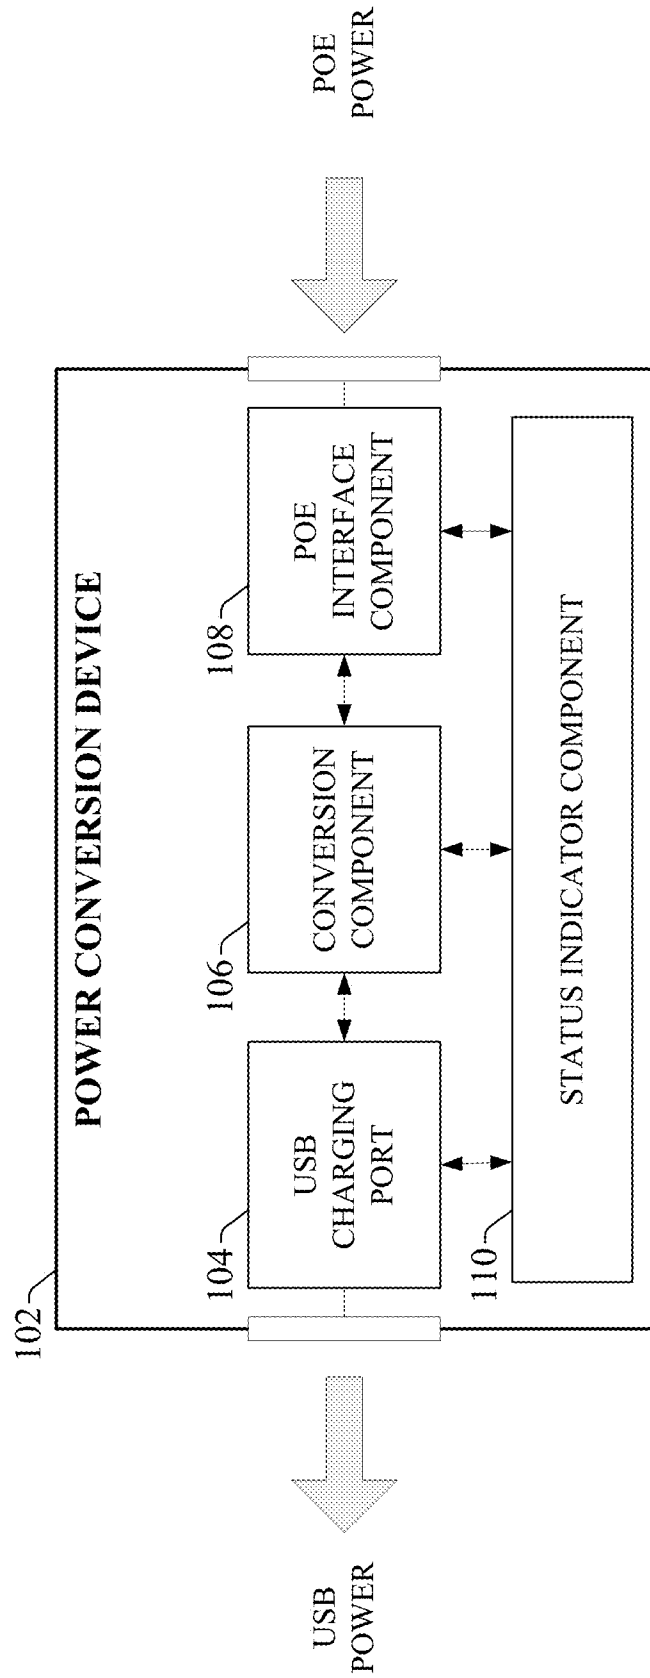 POWER CONVERSION DEVICE
102
USB
POWER
104
USB
CHARGING
PORT
106
CONVERSION
COMPONENT
108
POE
INTERFACE
COMPONENT
POE
POWER
110
STATUS INDICATOR COMPONENT